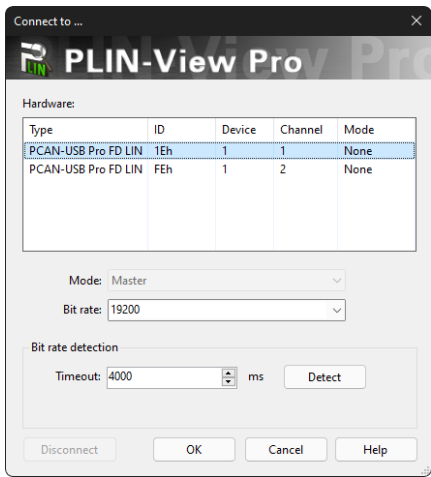 Connect to ...
LIN
PLIN-View Pro
Hardware:
Type ID Device Channel Mode
PCAN-USB Pro FD LIN 1Eh 1 1 None
PCAN-USB Pro FD LIN FEh 1 2 None
Mode: Master
Bit rate: 19200
Bit rate detection
Timeout: 4000 ms Detect
Disconnect OK Cancel Help